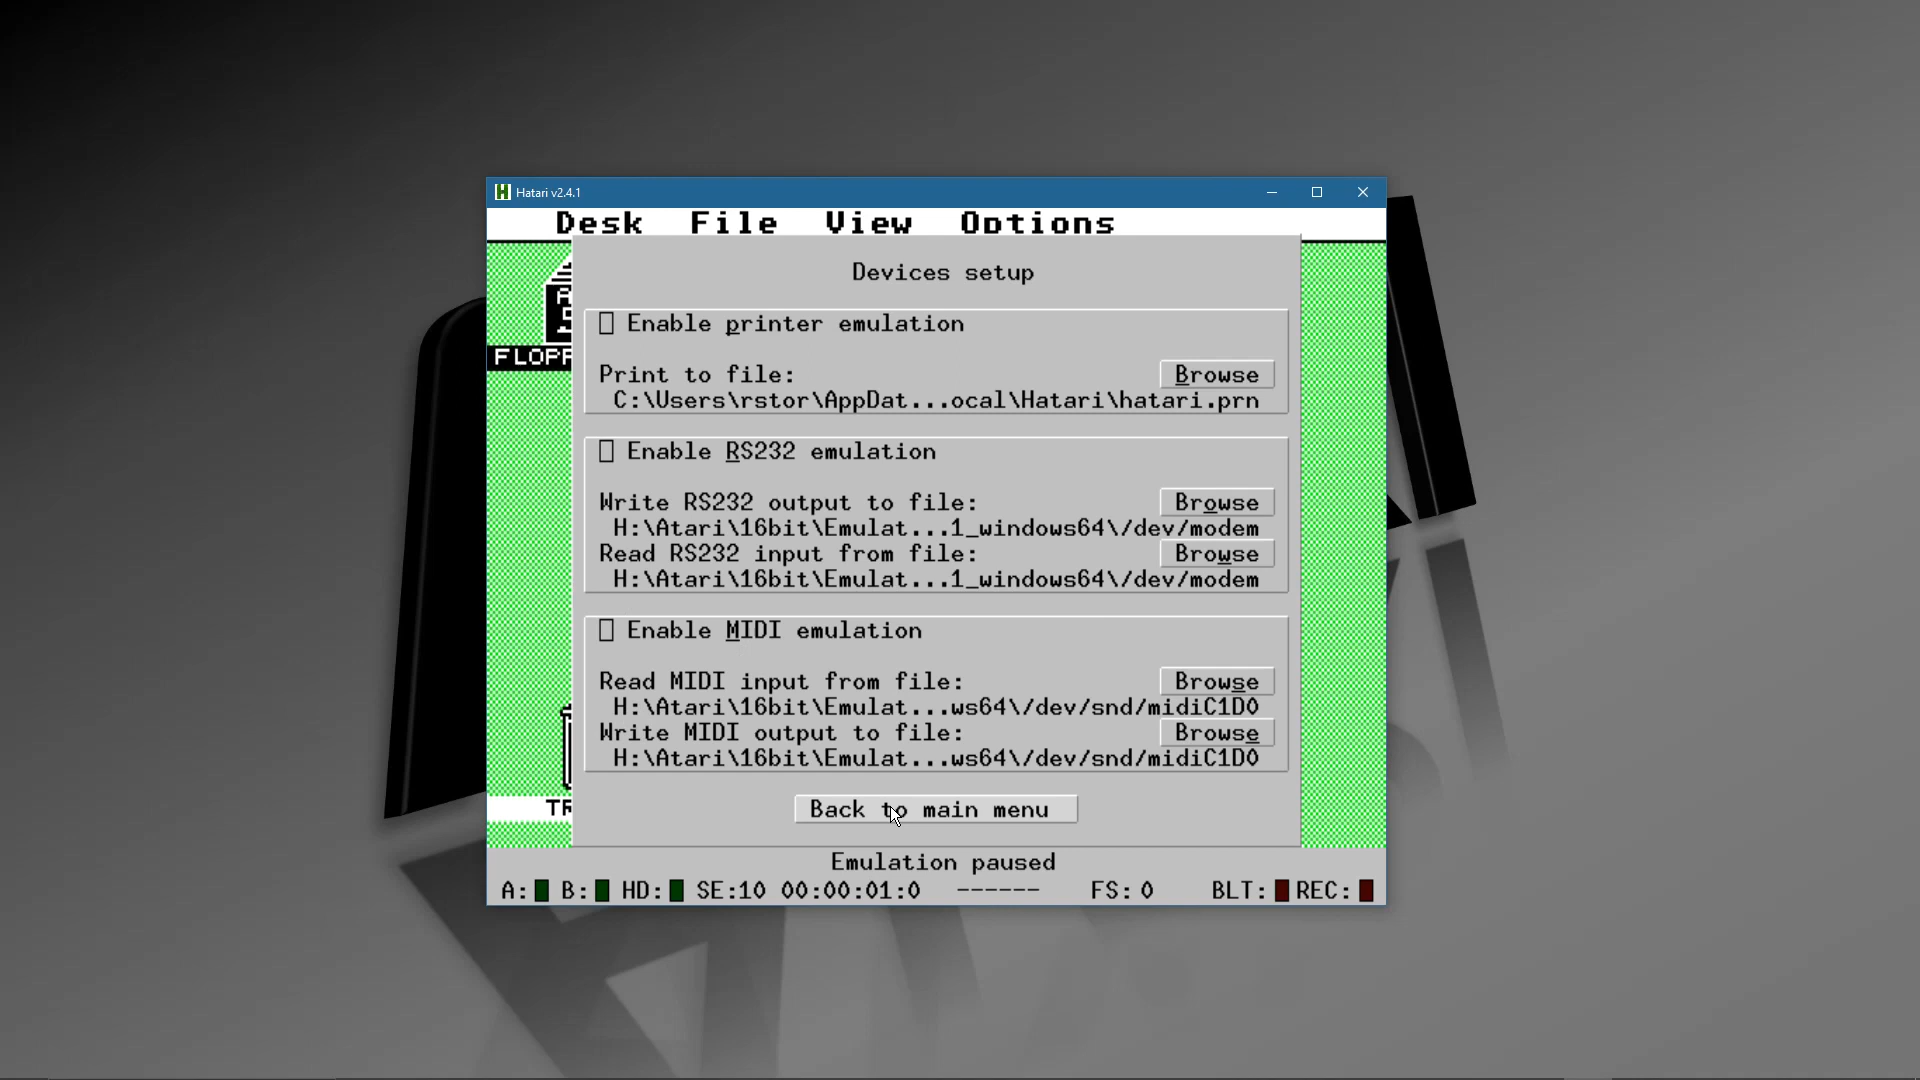 Hatari v2.4.1
Desk File View Options
Devices setup
Enable printer emulation
Print to file: Browse
C:\Users\rstor\AppDat...ocal\Hatari\hatari.prn
Enable RS232 emulation
Write RS232 output to file: Browse
H:\Atari\16bit\Emulat...1_windows64\/dev/modem
Read RS232 input from file: Browse
H:\Atari\16bit\Emulat...1_windows64\/dev/modem
Enable MIDI emulation
Read MIDI input from file: Browse
H:\Atari\16bit\Emulat...ws64\/dev/snd/midiC1D0
Write MIDI output to file: Browse
H:\Atari\16bit\Emulat...ws64\/dev/snd/midiC1D0
Back to main menu
Emulation paused
A: B: HD: SE:10 00:00:01:0 ------ FS: 0 BLT: REC: